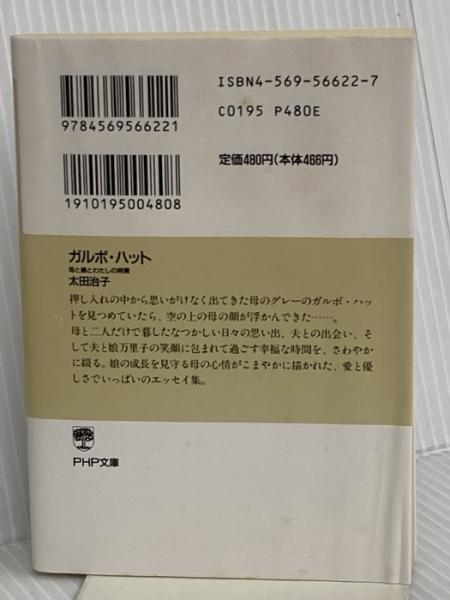 ISBN4-569-56622-7
C0195 P480E
9784569566221
定価480円(本体466円)
1910195004808
ガルボ・ハット
母と娘とわたしの時間
太田治子
押し入れの中から思いがけなく出てきた母のグレーのガルボ・ハッ
トを見つめていたら、空の上の母の顔が浮かんできた……。
母と二人だけで暮したなつかしい日々の思い出、夫との出会い、そ
して夫と娘万里子の笑顔に包まれて過ごす幸福な時間を、さわやか
に綴る。娘の成長を見守る母の心情がこまやかに描かれた、愛と優
しさでいっぱいのエッセイ集。
PHP文庫